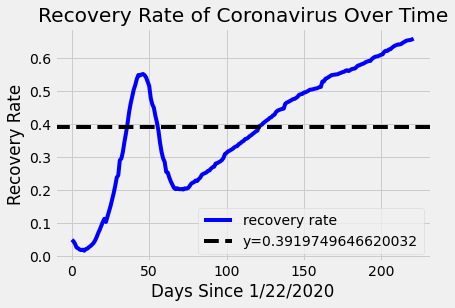 Recovery Rate of Coronavirus Over Time
Recovery Rate
0.6
0.5
0.4
0.3
0.2
0.1
0.0
recovery rate
y=0.3919749646620032
0 50 100 150 200
Days Since 1/22/2020